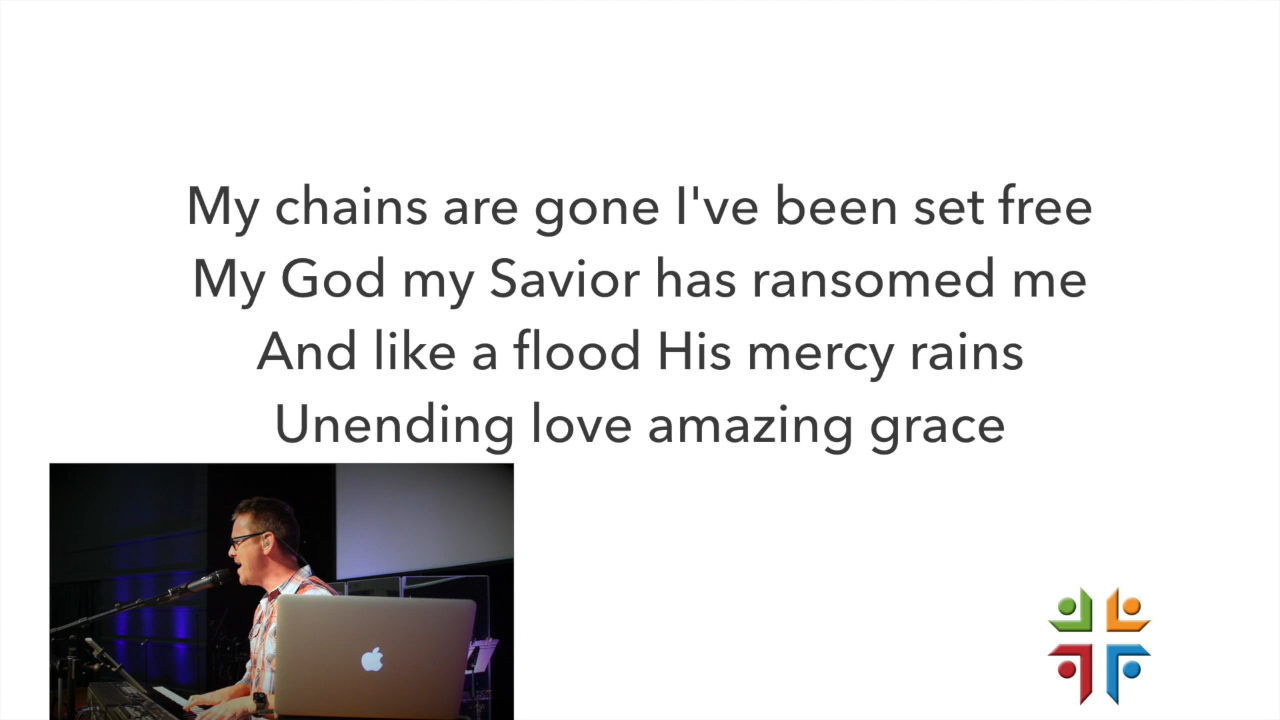 My chains are gone I've been set free
My God my Savior has ransomed me
And like a flood His mercy rains
Unending love amazing grace